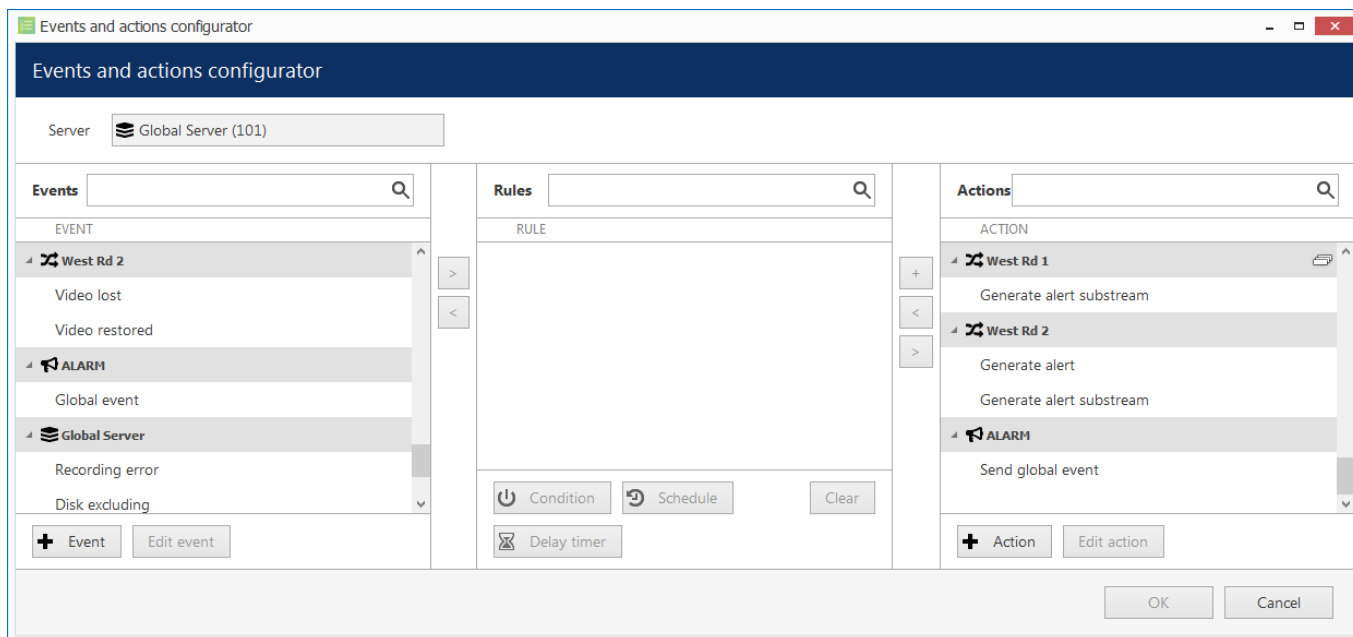 Events and actions configurator
Events and actions configurator
Server Global Server (101)
Events
EVENT
West Rd 2
Video lost
Video restored
ALARM
Global event
Global Server
Recording error
Disk excluding
+ Event Edit event
>
<
Rules
RULE
Condition Schedule Clear
Delay timer
+
<
>
Actions
ACTION
West Rd 1
Generate alert substream
West Rd 2
Generate alert
Generate alert substream
ALARM
Send global event
+ Action Edit action
OK Cancel